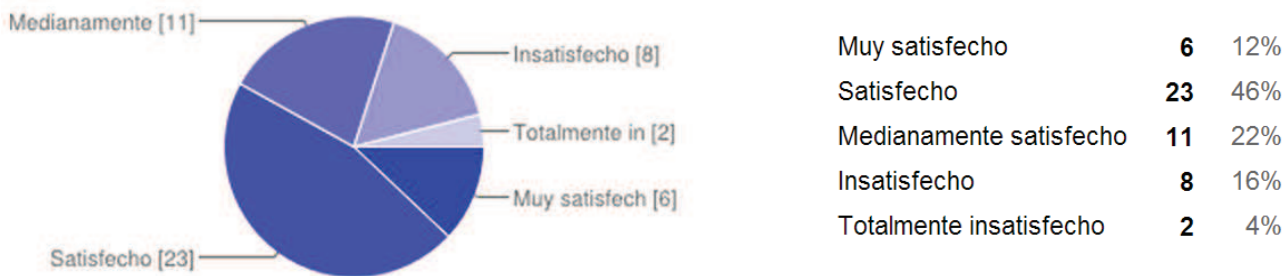 Medianamente [11]
Insatisfecho [8]
Totalmente in [2]
Muy satisfech [6]
Satisfecho [23]
Muy satisfecho 6 12%
Satisfecho 23 46%
Medianamente satisfecho 11 22%
Insatisfecho 8 16%
Totalmente insatisfecho 2 4%